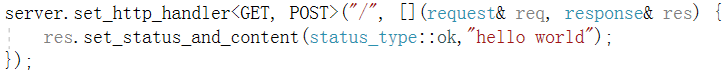 server.set_http_handler<GET, POST>("/", [](request& req, response& res) {
    res.set_status_and_content(status_type::ok,"hello world");
});